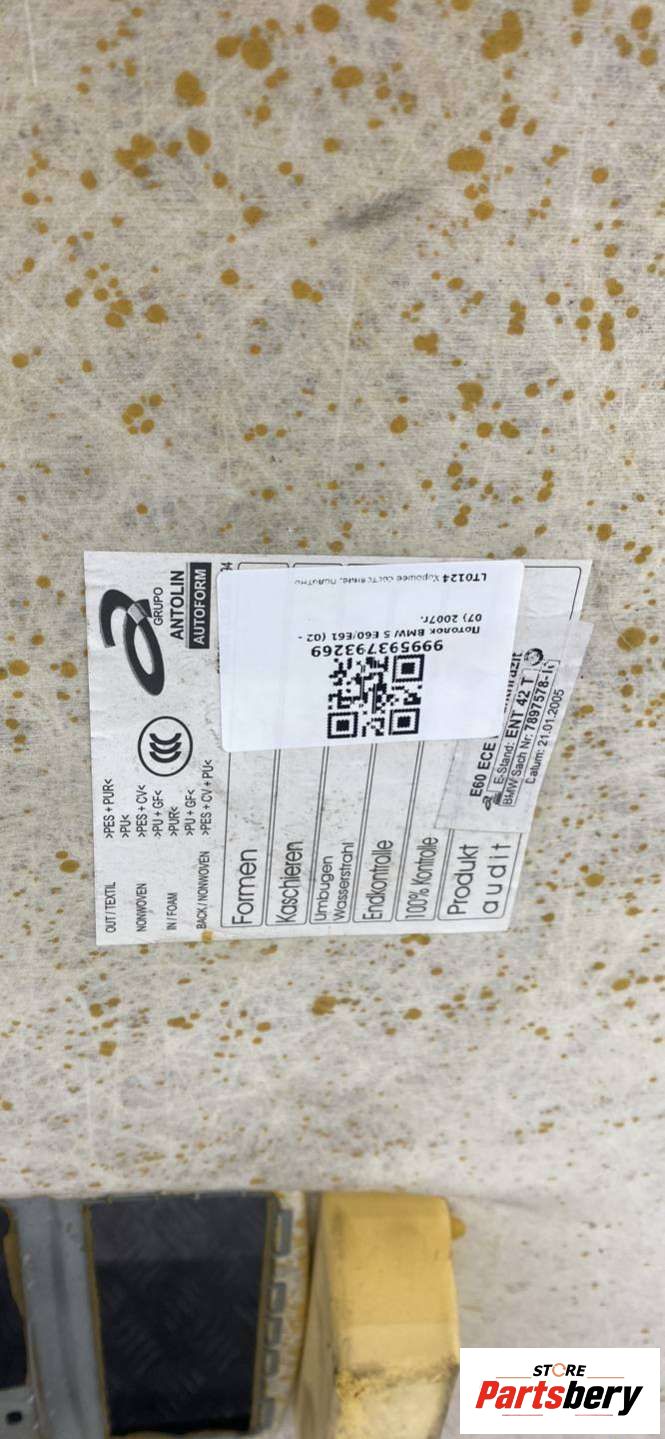 GRUPO
ANTOLIN
AUTOFORM
OUT / TEXTIL >PES + PUR<
>PU<
NONWOVEN >PES + CV<
>PU + GF<
IN / FOAM >PUR<
>PU + GF<
BACK / NONWOVEN >PES + CV + PU<
Formen
Kaschieren
Umbugen
Wasserstrahl
Endkontrolle
100% Kontrolle
Produkt
audit
999593793269
Потолок BMW 5 E60/E61 (02 -
07) 2007г.
LT0124 Хорошее
E60 ECE
E-Stand: ENT 42 T
BMW Sach Nr: 7897578
Datum: 21.01.2005
STORE
Partsbery